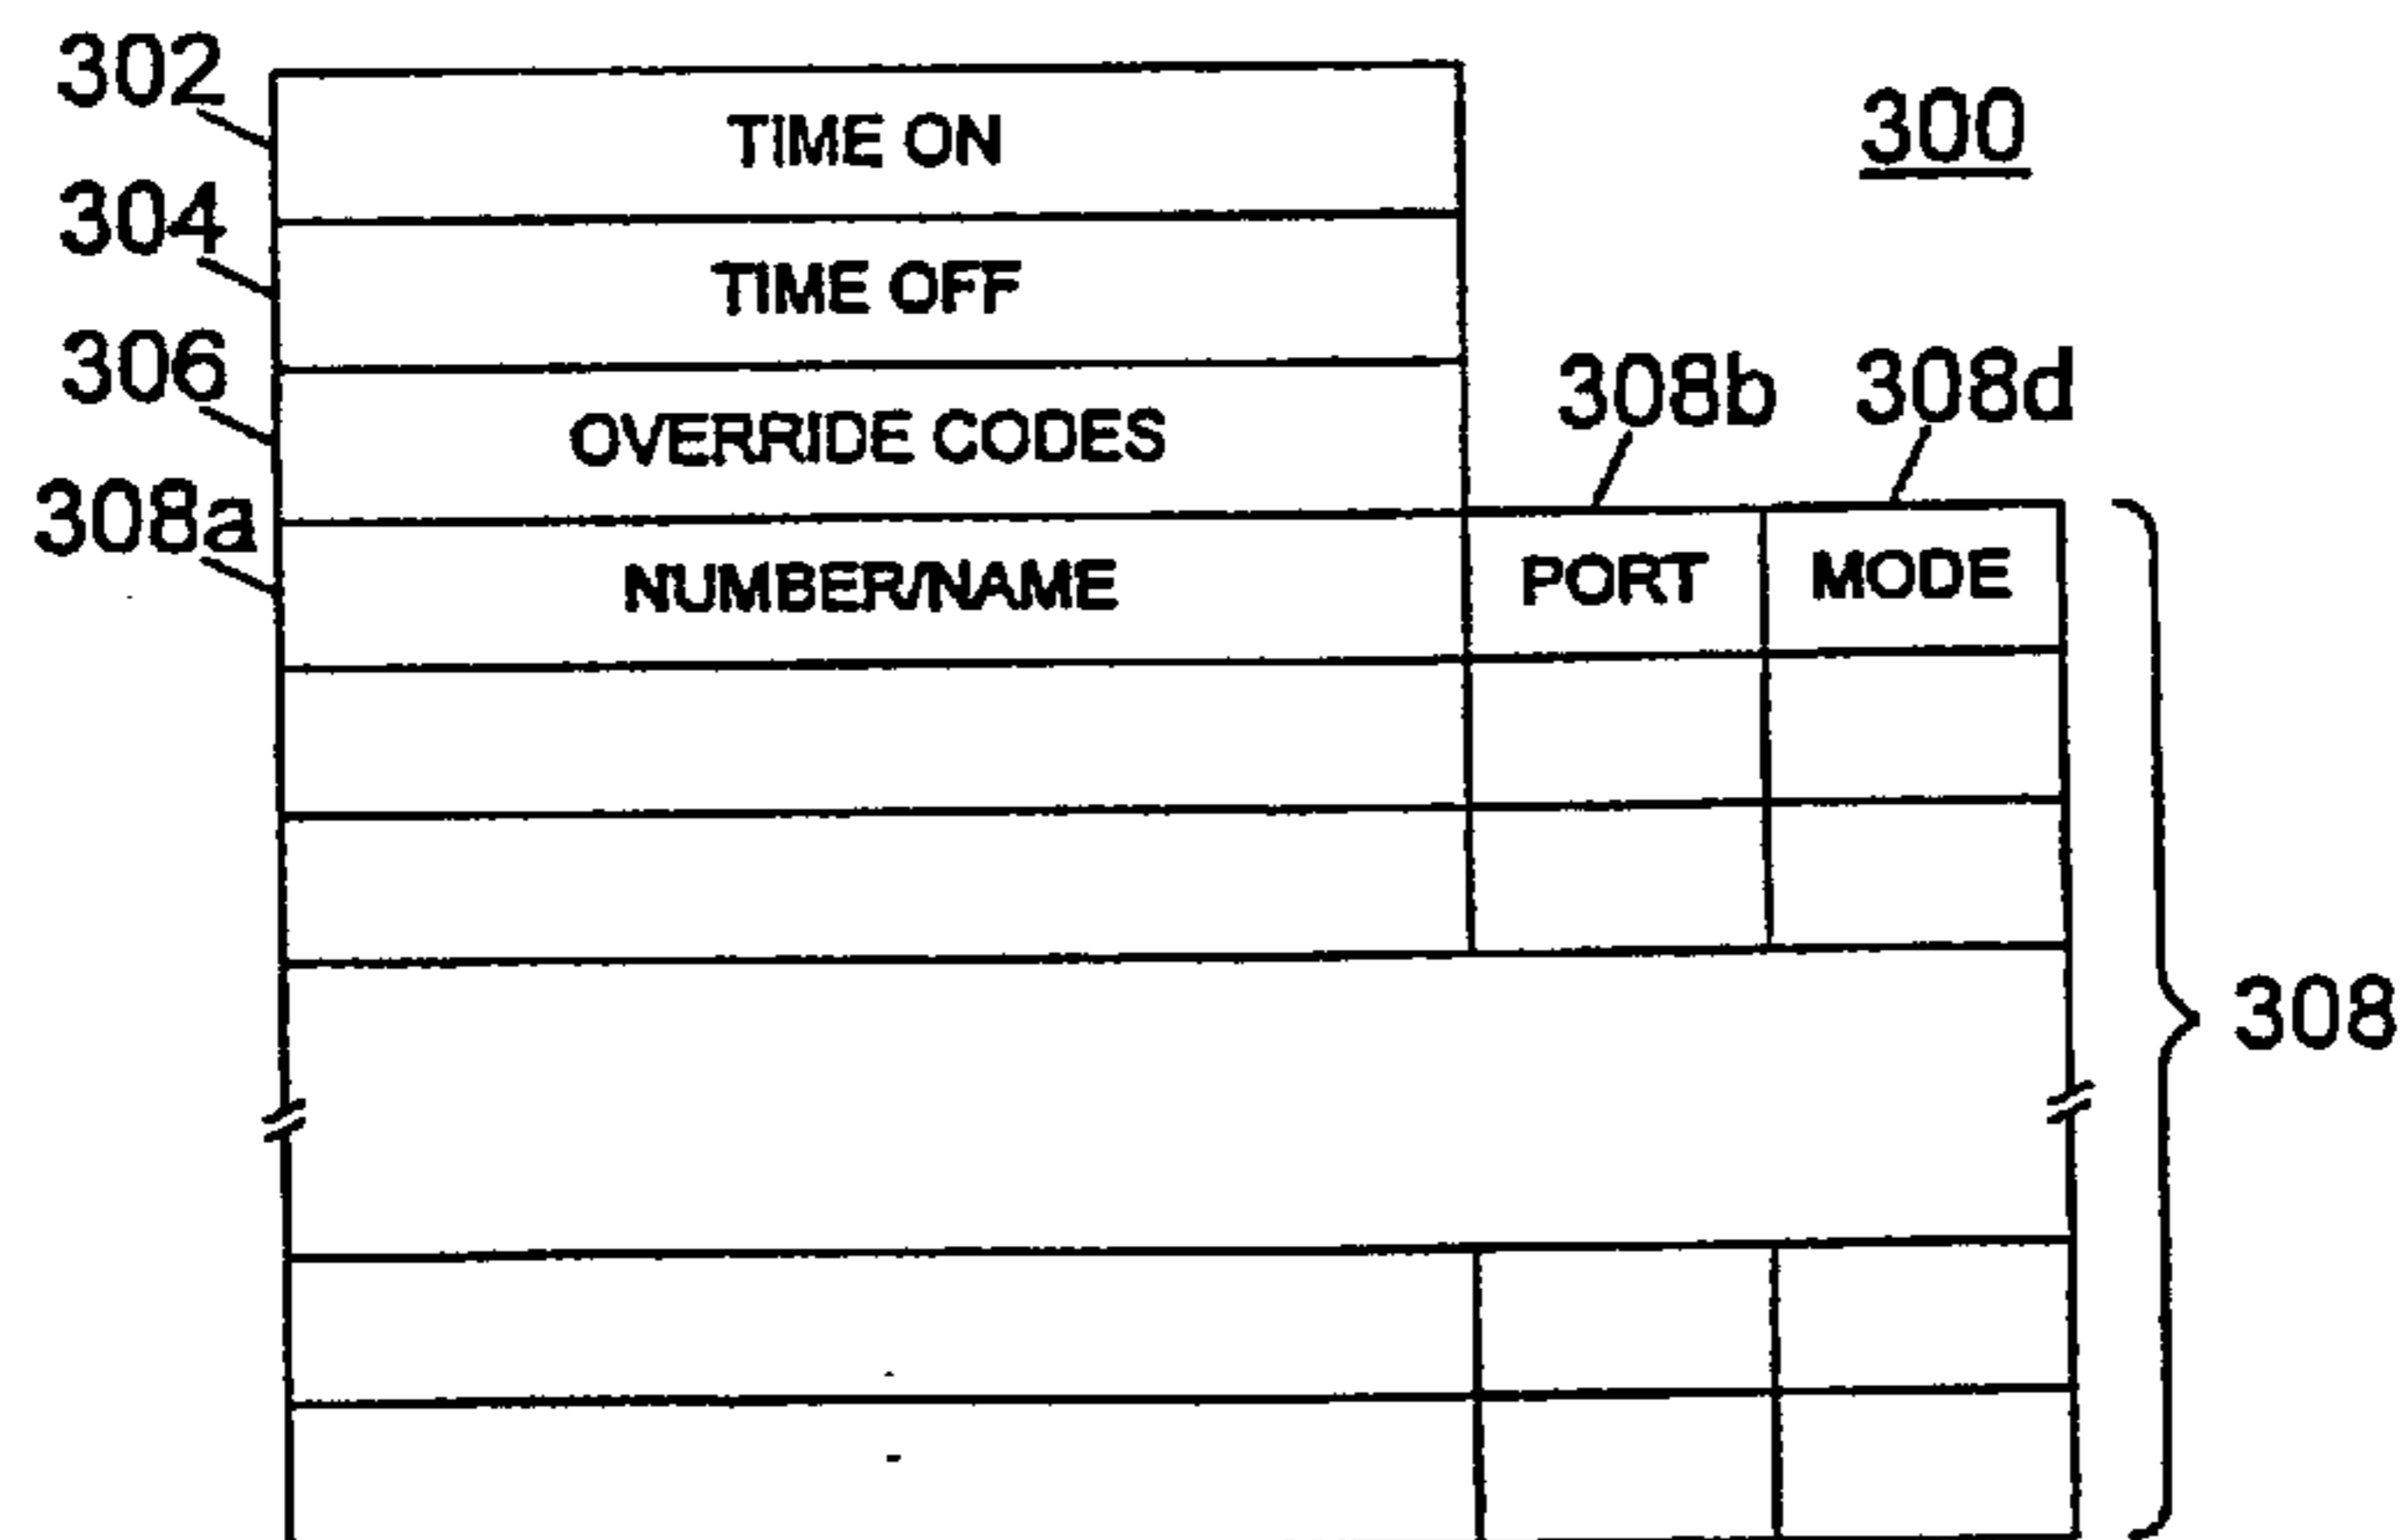 302
TIME ON
300
304
TIME OFF
306
OVERRIDE CODES
308b
308d
308a
NUMBER/NAME
PORT
MODE
308